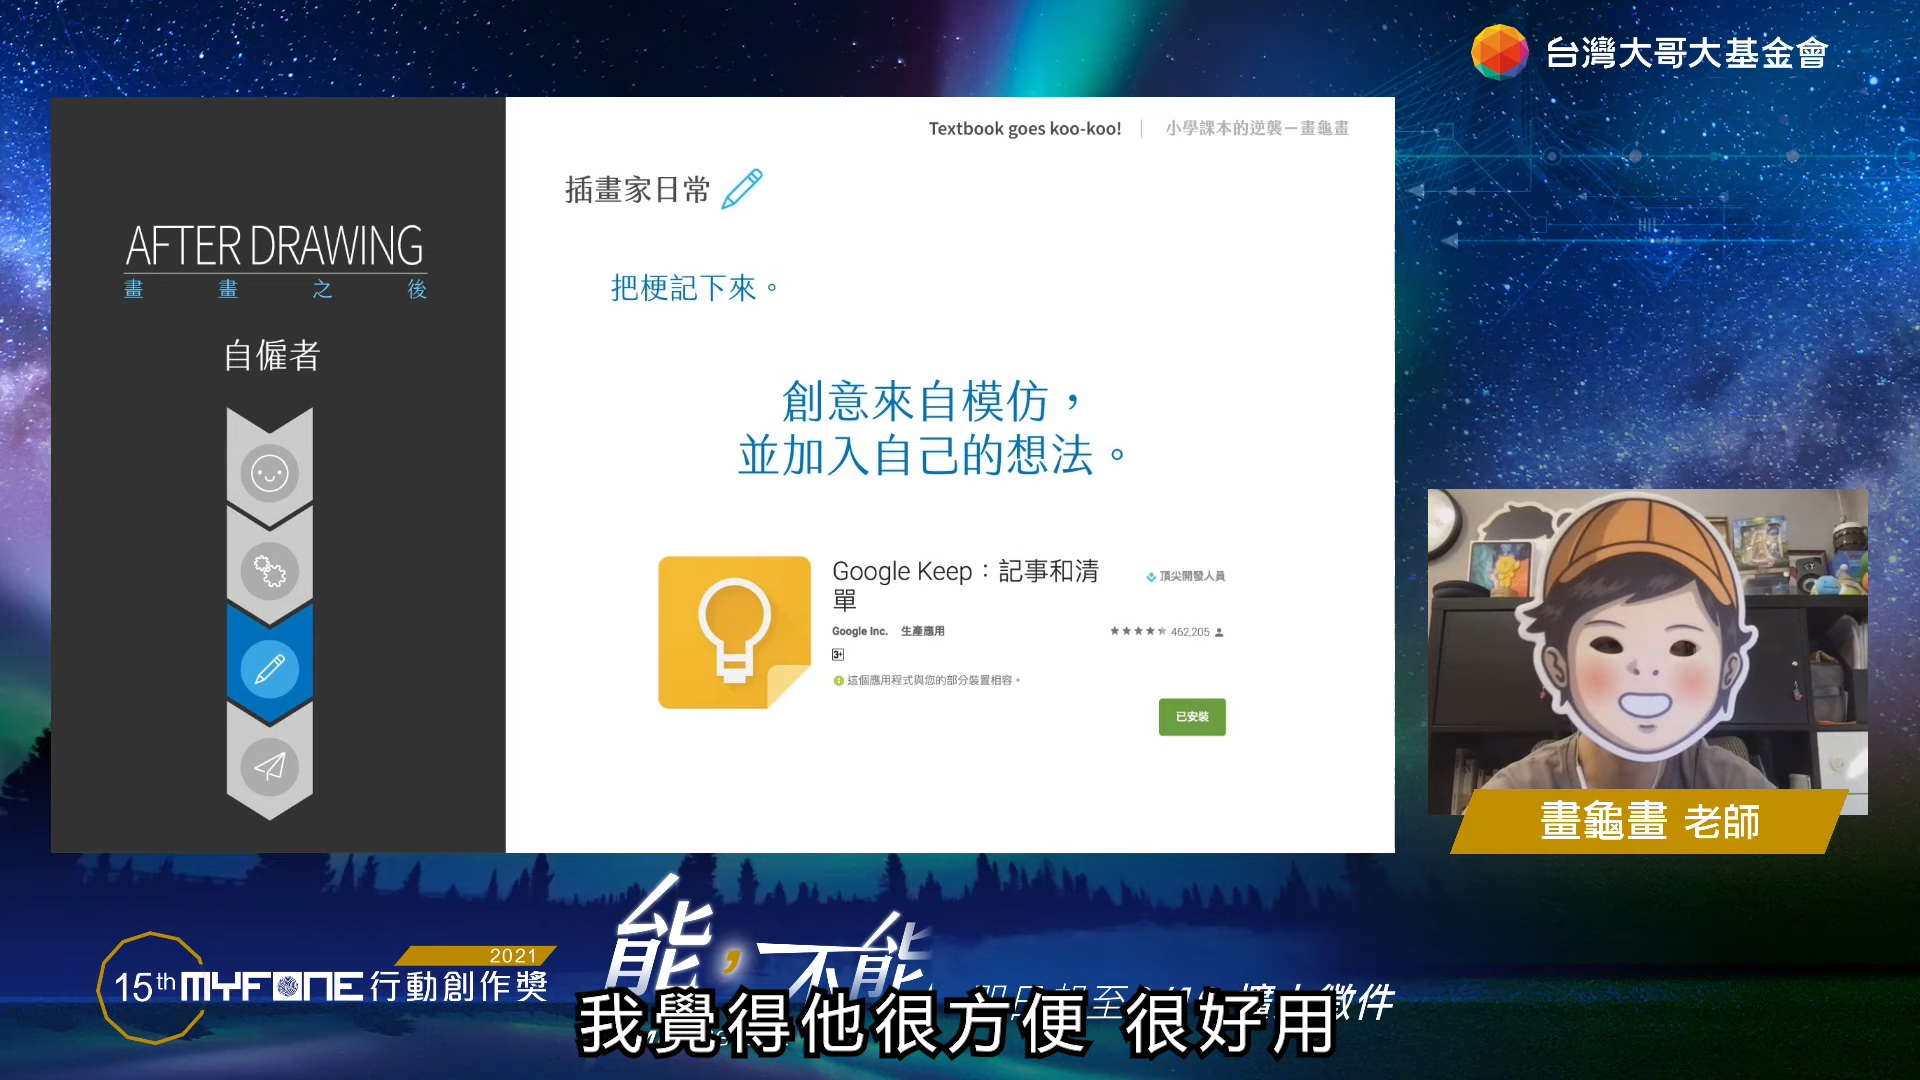 台灣大哥大基金會
Textbook goes koo-koo!
小學課本的逆襲－畫龜畫
AFTER DRAWING
畫畫之後
自僱者
插畫家日常
把梗記下來。
創意來自模仿，
並加入自己的想法。
Google Keep：記事和清
單
頂尖開發人員
Google Inc. 生產應用
462,205
3+
這個應用程式與您的部分裝置相容。
已安裝
畫龜畫 老師
2021
15th MYFONE 行動創作獎
能，不能
徵件
我覺得他很方便 很好用